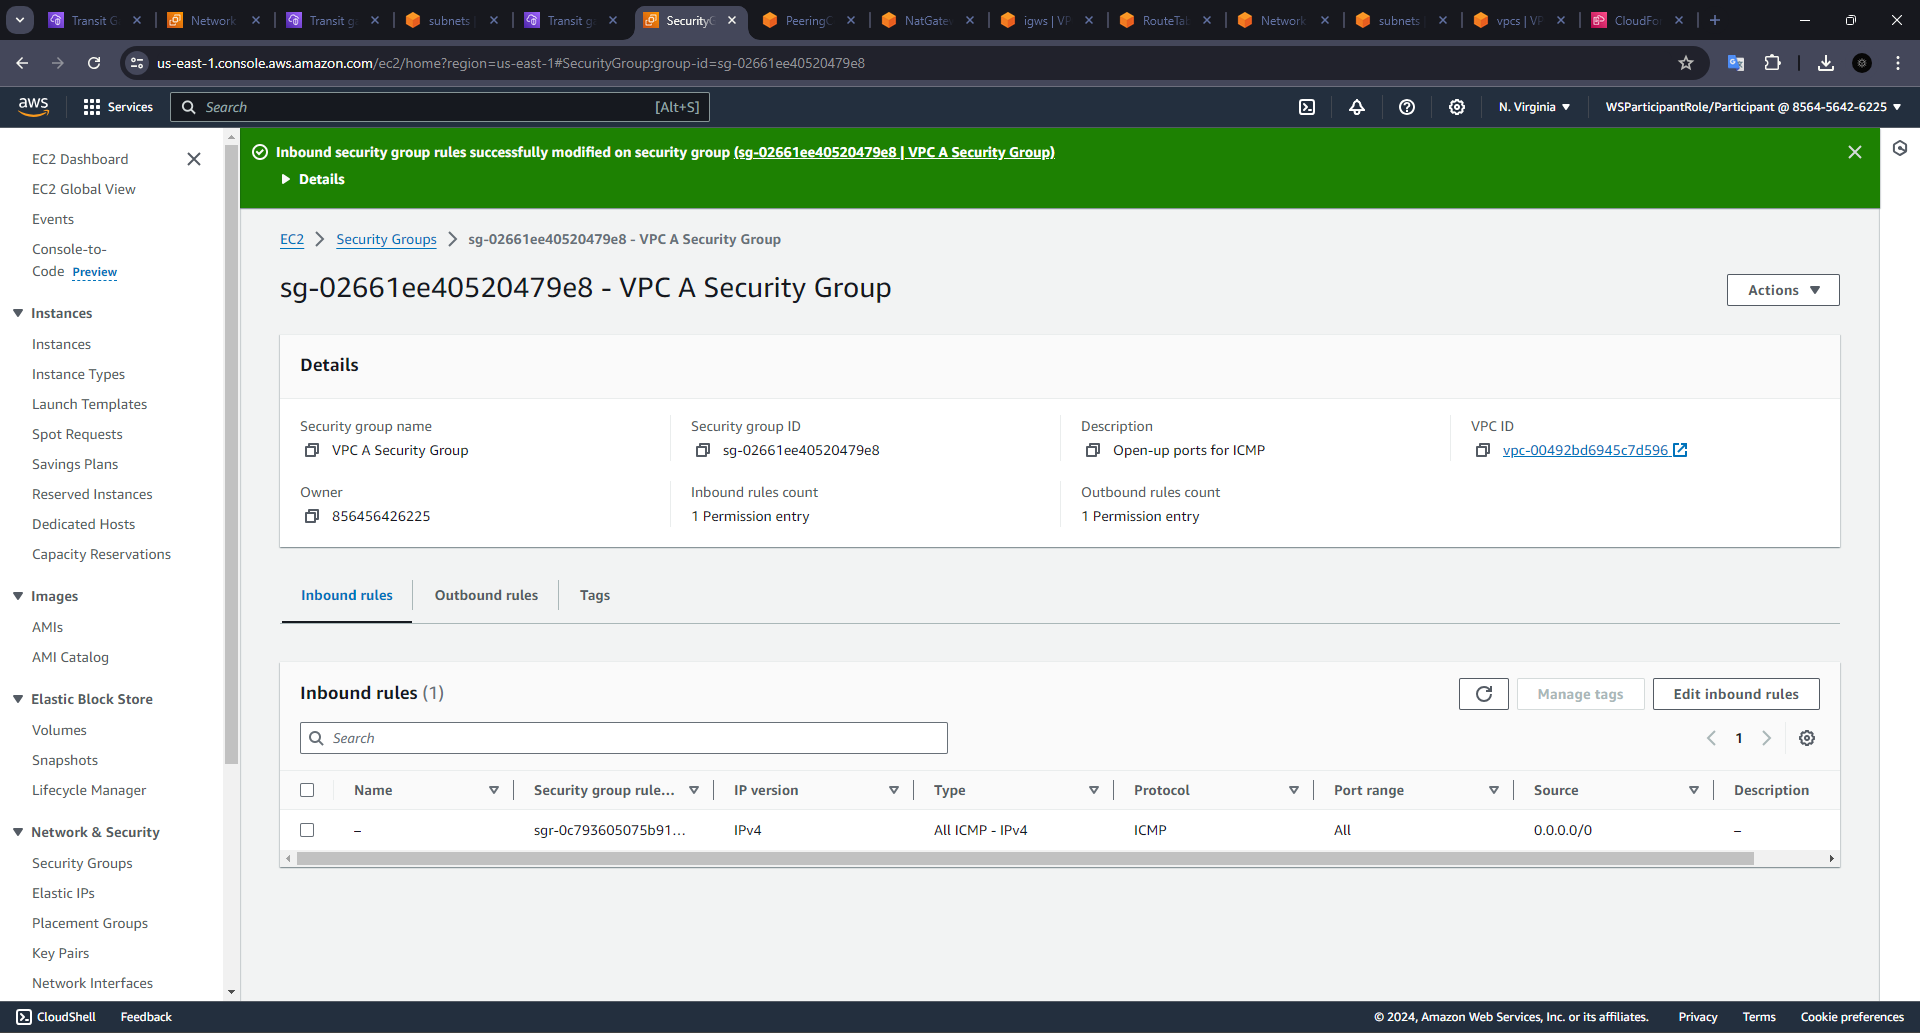 Transit G
Network
Transit g
subnets |
Transit g
SecurityG
PeeringC
NatGatew
igws | VP
RouteTab
Network
subnets |
vpcs | VP
CloudFor
us-east-1.console.aws.amazon.com/ec2/home?region=us-east-1#SecurityGroup:group-id=sg-02661ee40520479e8
aws
Services
Search
[Alt+S]
N. Virginia
WSParticipantRole/Participant @ 8564-5642-6225
EC2 Dashboard
EC2 Global View
Events
Console-to-
Code Preview
Instances
Instances
Instance Types
Launch Templates
Spot Requests
Savings Plans
Reserved Instances
Dedicated Hosts
Capacity Reservations
Images
AMIs
AMI Catalog
Elastic Block Store
Volumes
Snapshots
Lifecycle Manager
Network & Security
Security Groups
Elastic IPs
Placement Groups
Key Pairs
Network Interfaces
Inbound security group rules successfully modified on security group (sg-02661ee40520479e8 | VPC A Security Group)
Details
EC2 > Security Groups > sg-02661ee40520479e8 - VPC A Security Group
sg-02661ee40520479e8 - VPC A Security Group
Actions
Details
Security group name
VPC A Security Group
Security group ID
sg-02661ee40520479e8
Description
Open-up ports for ICMP
VPC ID
vpc-00492bd6945c7d596
Owner
856456426225
Inbound rules count
1 Permission entry
Outbound rules count
1 Permission entry
Inbound rules
Outbound rules
Tags
Inbound rules (1)
Manage tags
Edit inbound rules
Search
1
Name Security group rule... IP version Type Protocol Port range Source Description
– sgr-0c793605075b91... IPv4 All ICMP - IPv4 ICMP All 0.0.0.0/0 –
CloudShell Feedback © 2024, Amazon Web Services, Inc. or its affiliates. Privacy Terms Cookie preferences